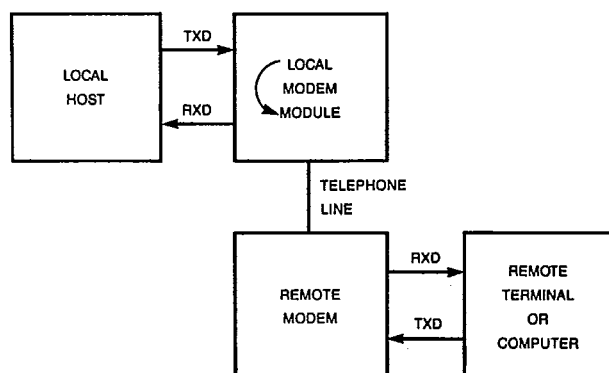 TXD
LOCAL
HOST
RXD
LOCAL
MODEM
MODULE
TELEPHONE
LINE
REMOTE
MODEM
RXD
TXD
REMOTE
TERMINAL
OR
COMPUTER